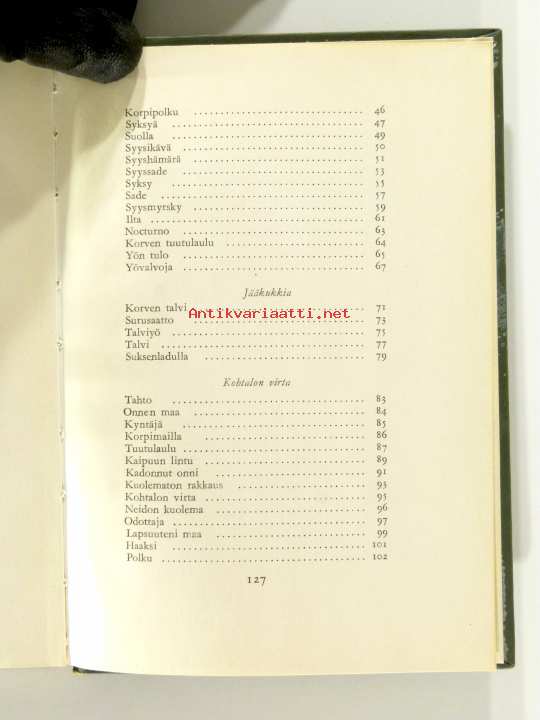 Korpipolku ........................ 46
Syksyä ........................ 47
Suolla ........................ 49
Syysikävä ........................ 50
Syyshämärä ........................ 51
Syyssade ........................ 53
Syksy ........................ 55
Sade ........................ 57
Syysmyrsky ........................ 59
Ilta ........................ 61
Nocturno ........................ 63
Korven tuutulaulu ........................ 64
Yön tulo ........................ 65
Yövalvoja ........................ 67
Jääkukkia
Korven talvi ........................ 71
Antikvariaatti.net
Surusaatto ........................ 73
Talviyö ........................ 75
Talvi ........................ 77
Suksenladulla ........................ 79
Kohtalon virta
Tahto ........................ 83
Onnen maa ........................ 84
Kyntäjä ........................ 85
Korpimailla ........................ 86
Tuutulaulu ........................ 87
Kaipuun lintu ........................ 89
Kadonnut onni ........................ 91
Kuolematon rakkaus ........................ 93
Kohtalon virta ........................ 95
Neidon kuolema ........................ 96
Odottaja ........................ 97
Lapsuuteni maa ........................ 99
Haaksi ........................ 101
Polku ........................ 102
127